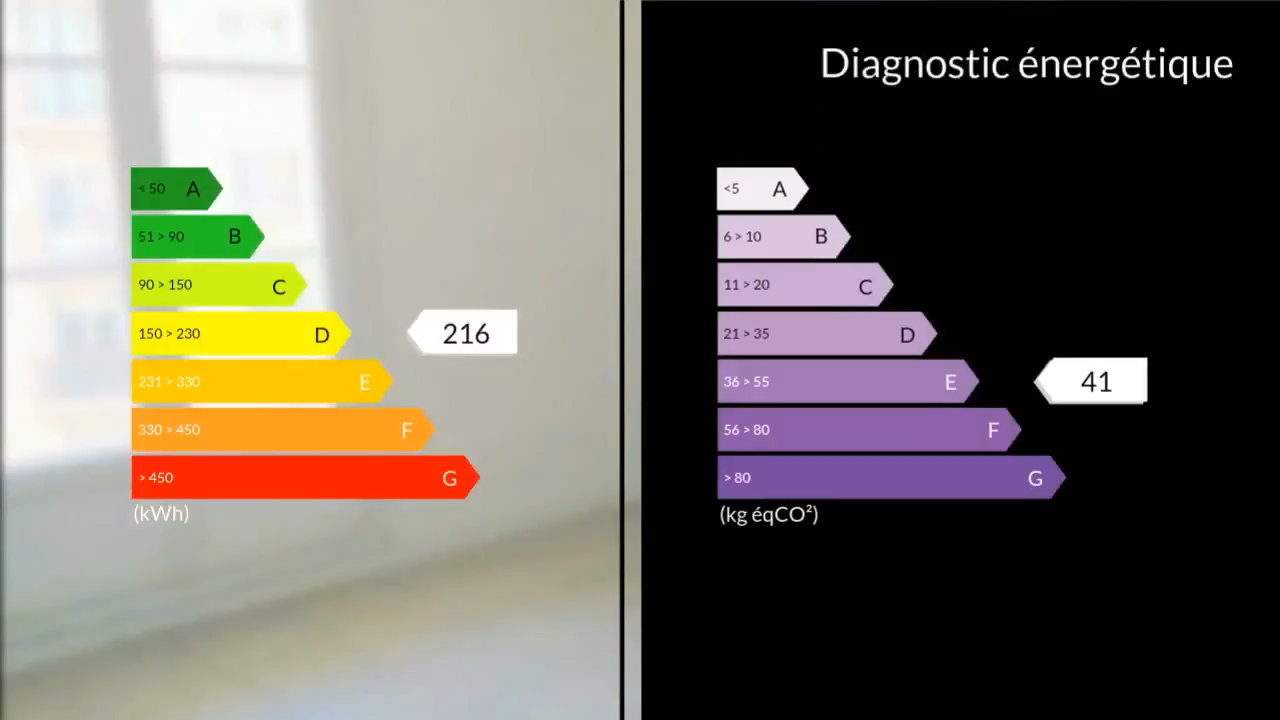 Diagnostic énergétique
< 50 A
51 > 90 B
90 > 150 C
150 > 230 D
216
231 > 330 E
330 > 450 F
> 450 G
(kWh)
<5 A
6 > 10 B
11 > 20 C
21 > 35 D
36 > 55 E
41
56 > 80 F
> 80 G
(kg éqCO²)